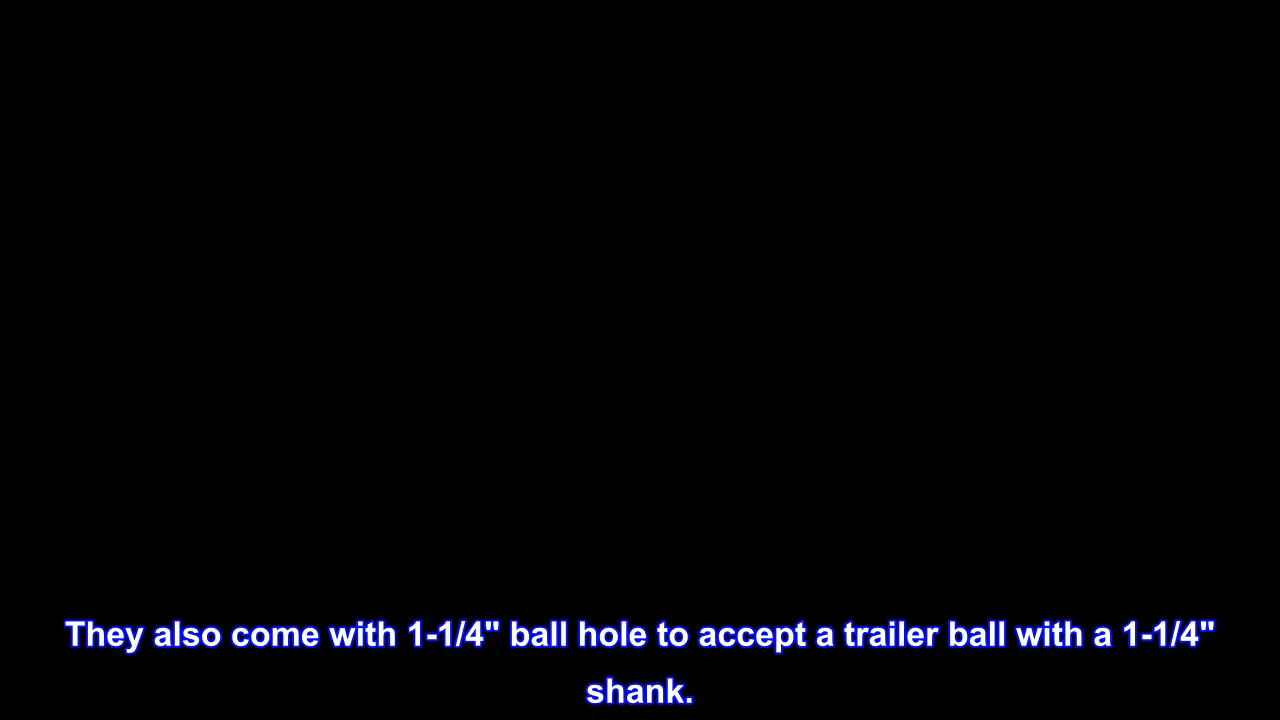 They also come with 1-1/4" ball hole to accept a trailer ball with a 1-1/4"
shank.